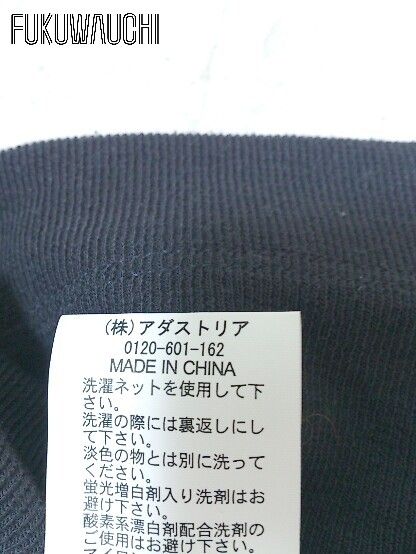 FUKUWAUCHI
(株)アダストリア
0120-601-162
MADE IN CHINA
洗濯ネットを使用して下
さい。
洗濯の際には裏返しにし
て下さい。
淡色の物とは別に洗って
ください。
蛍光増白剤入り洗剤はお
避け下さい。
酸素系漂白剤配合洗剤の
ご使用はお避け下さい。